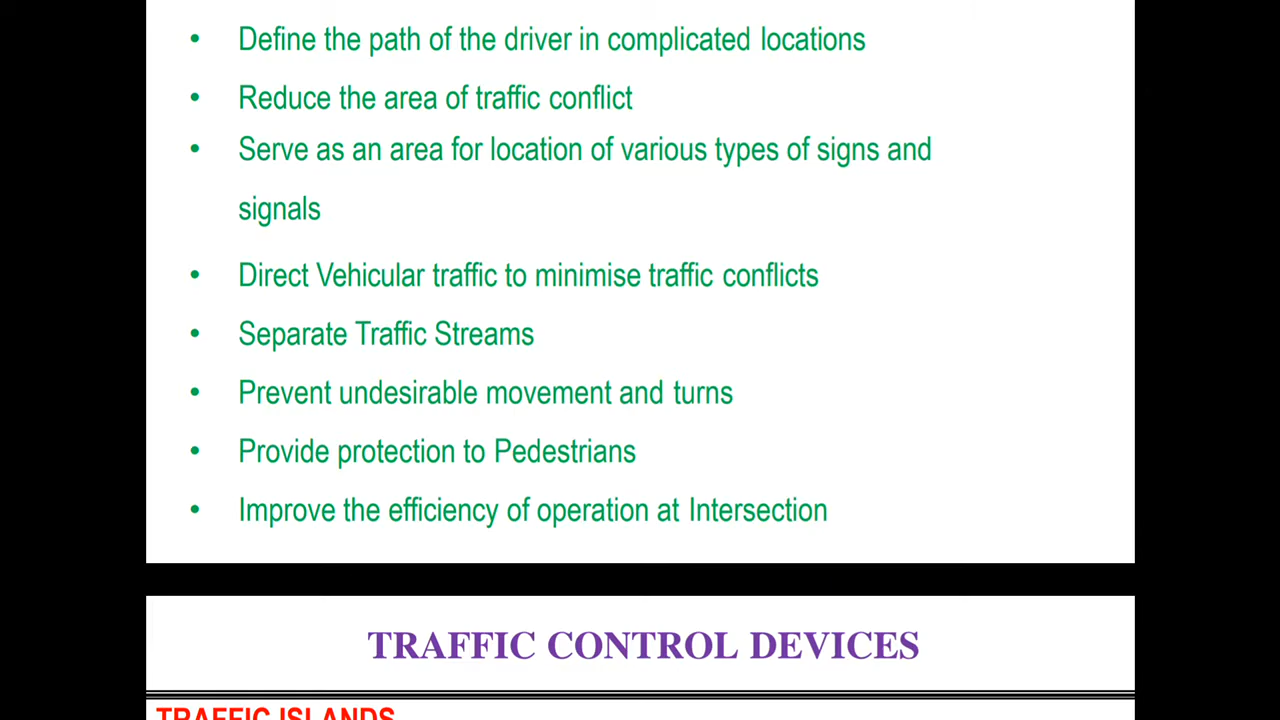 • Define the path of the driver in complicated locations
• Reduce the area of traffic conflict
• Serve as an area for location of various types of signs and
signals
• Direct Vehicular traffic to minimise traffic conflicts
• Separate Traffic Streams
• Prevent undesirable movement and turns
• Provide protection to Pedestrians
• Improve the efficiency of operation at Intersection
TRAFFIC CONTROL DEVICES
TRAFFIC ISLANDS